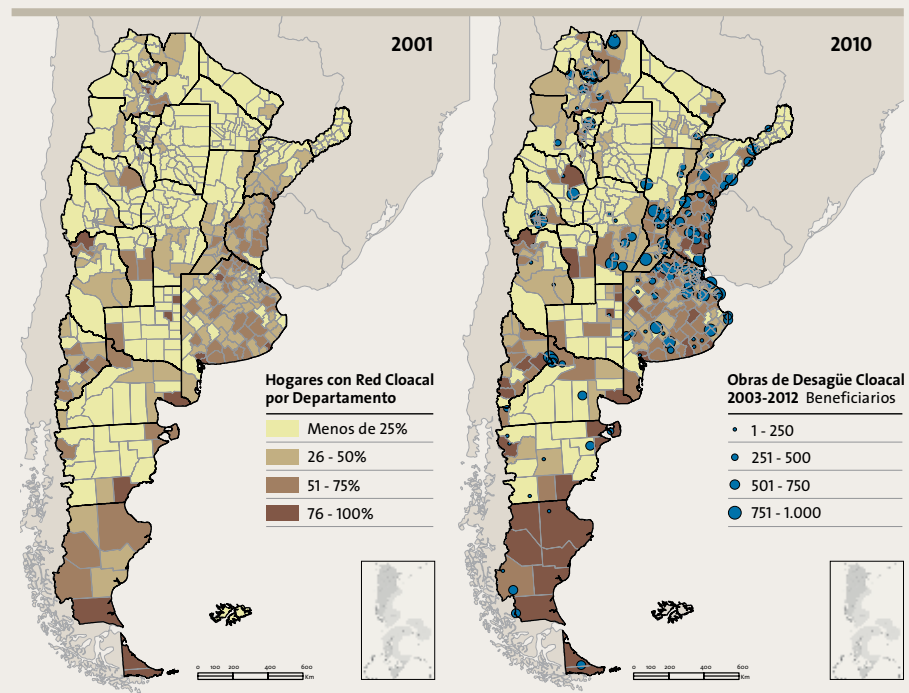 2001
Hogares con Red Cloacal
por Departamento
Menos de 25%
26 - 50%
51 - 75%
76 - 100%
0 100 200 400 600
Km
2010
Obras de Desagüe Cloacal
2003-2012 Beneficiarios
1 - 250
251 - 500
501 - 750
751 - 1.000
0 100 200 400 600
Km